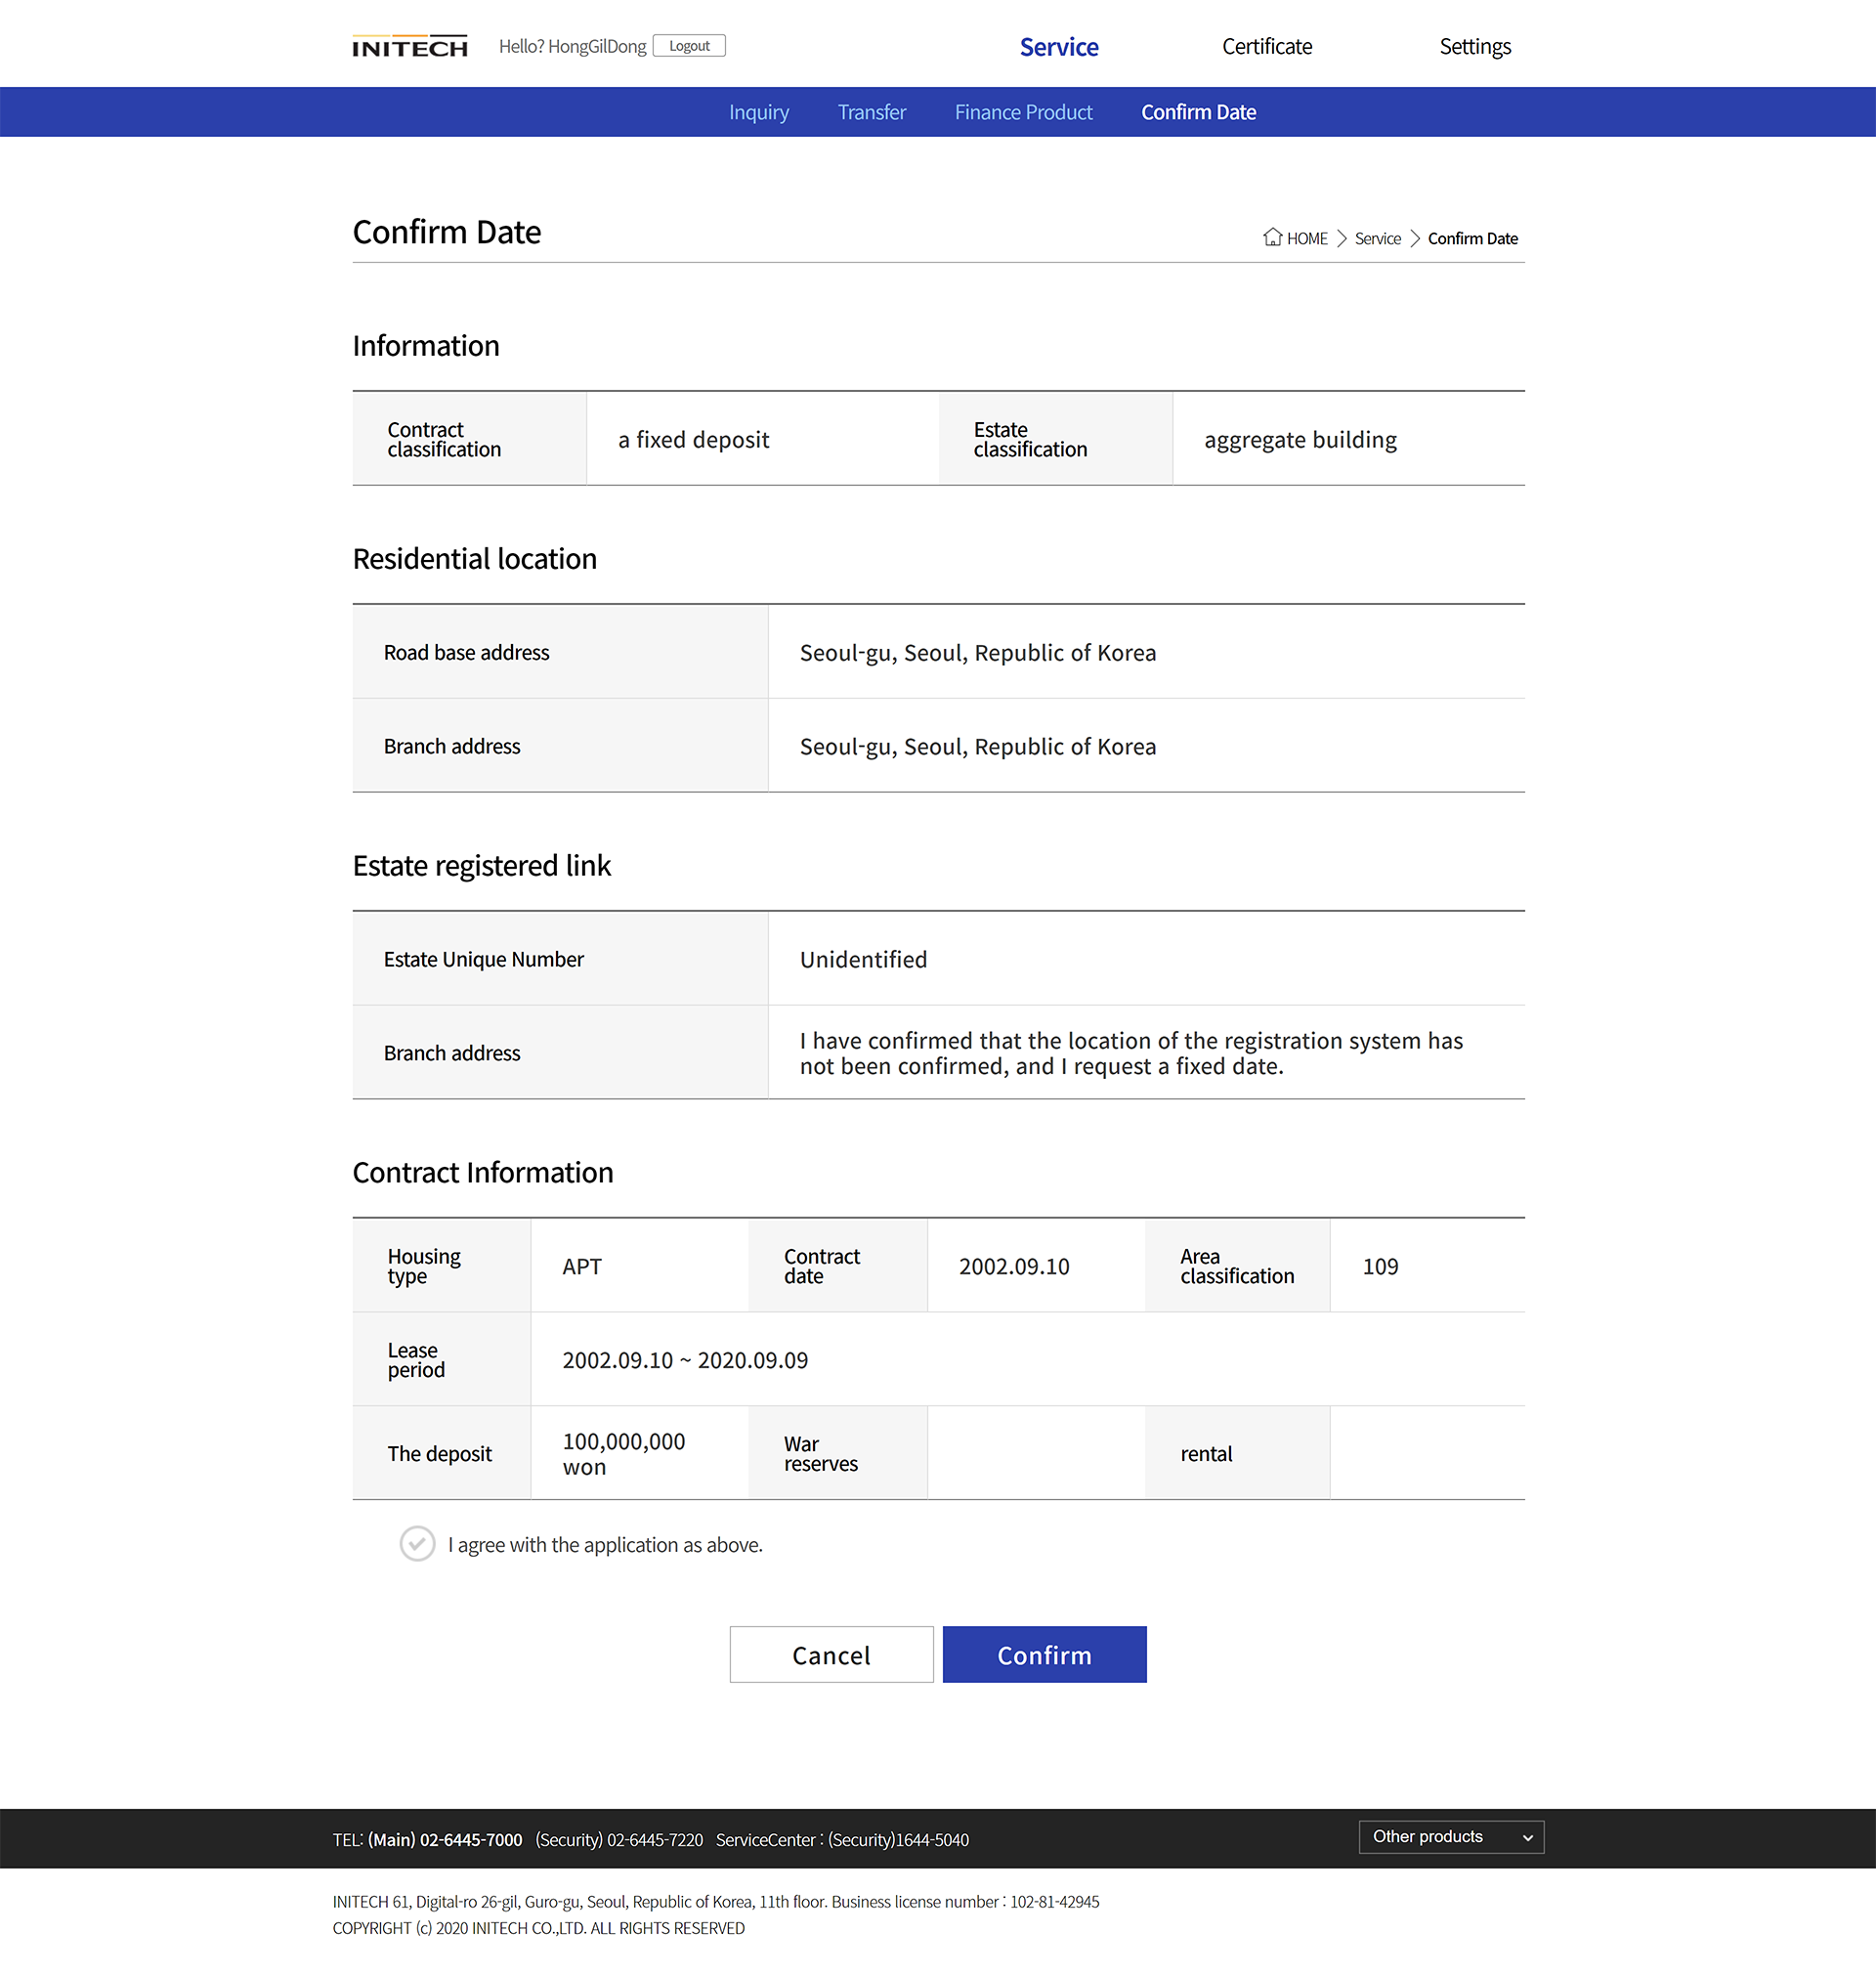 INITECH Hello? HongGilDong Logout Service Certificate Settings
Inquiry Transfer Finance Product Confirm Date
Confirm Date
HOME Service Confirm Date
Information
Contract
classification
a fixed deposit
Estate
classification
aggregate building
Residential location
Road base address
Seoul-gu, Seoul, Republic of Korea
Branch address
Seoul-gu, Seoul, Republic of Korea
Estate registered link
Estate Unique Number
Unidentified
Branch address
I have confirmed that the location of the registration system has
not been confirmed, and I request a fixed date.
Contract Information
Housing
type
APT
Contract
date
2002.09.10
Area
classification
109
Lease
period
2002.09.10 ~ 2020.09.09
The deposit
100,000,000
won
War
reserves
rental
I agree with the application as above.
Cancel Confirm
TEL: (Main) 02-6445-7000 (Security) 02-6445-7220 ServiceCenter : (Security)1644-5040
Other products
INITECH 61, Digital-ro 26-gil, Guro-gu, Seoul, Republic of Korea, 11th floor. Business license number : 102-81-42945
COPYRIGHT (c) 2020 INITECH CO.,LTD. ALL RIGHTS RESERVED